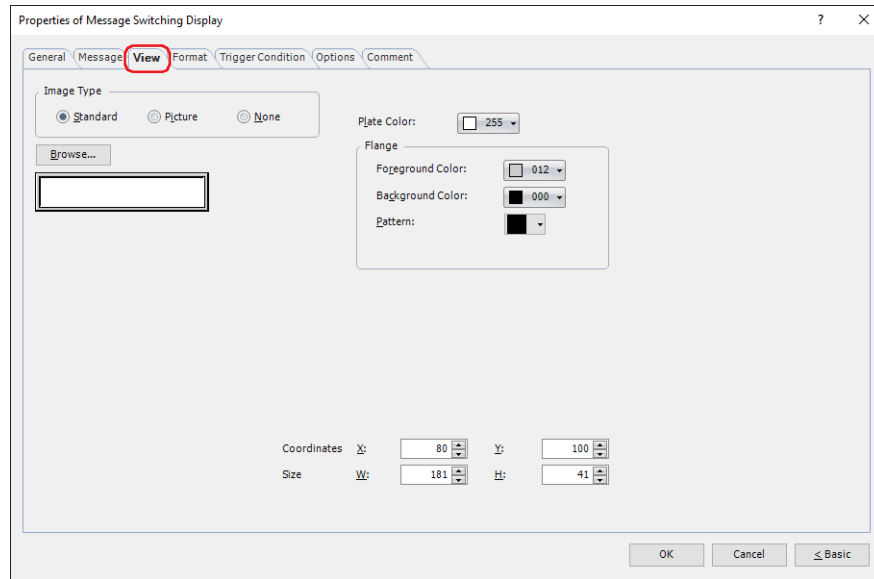 Properties of Message Switching Display ? ×
General Message View Format Trigger Condition Options Comment
Image Type
Standard Picture None
Plate Color: 255
Browse...
Flange
Foreground Color: 012
Background Color: 000
Pattern:
Coordinates X: 80 Y: 100
Size W: 181 H: 41
OK Cancel < Basic